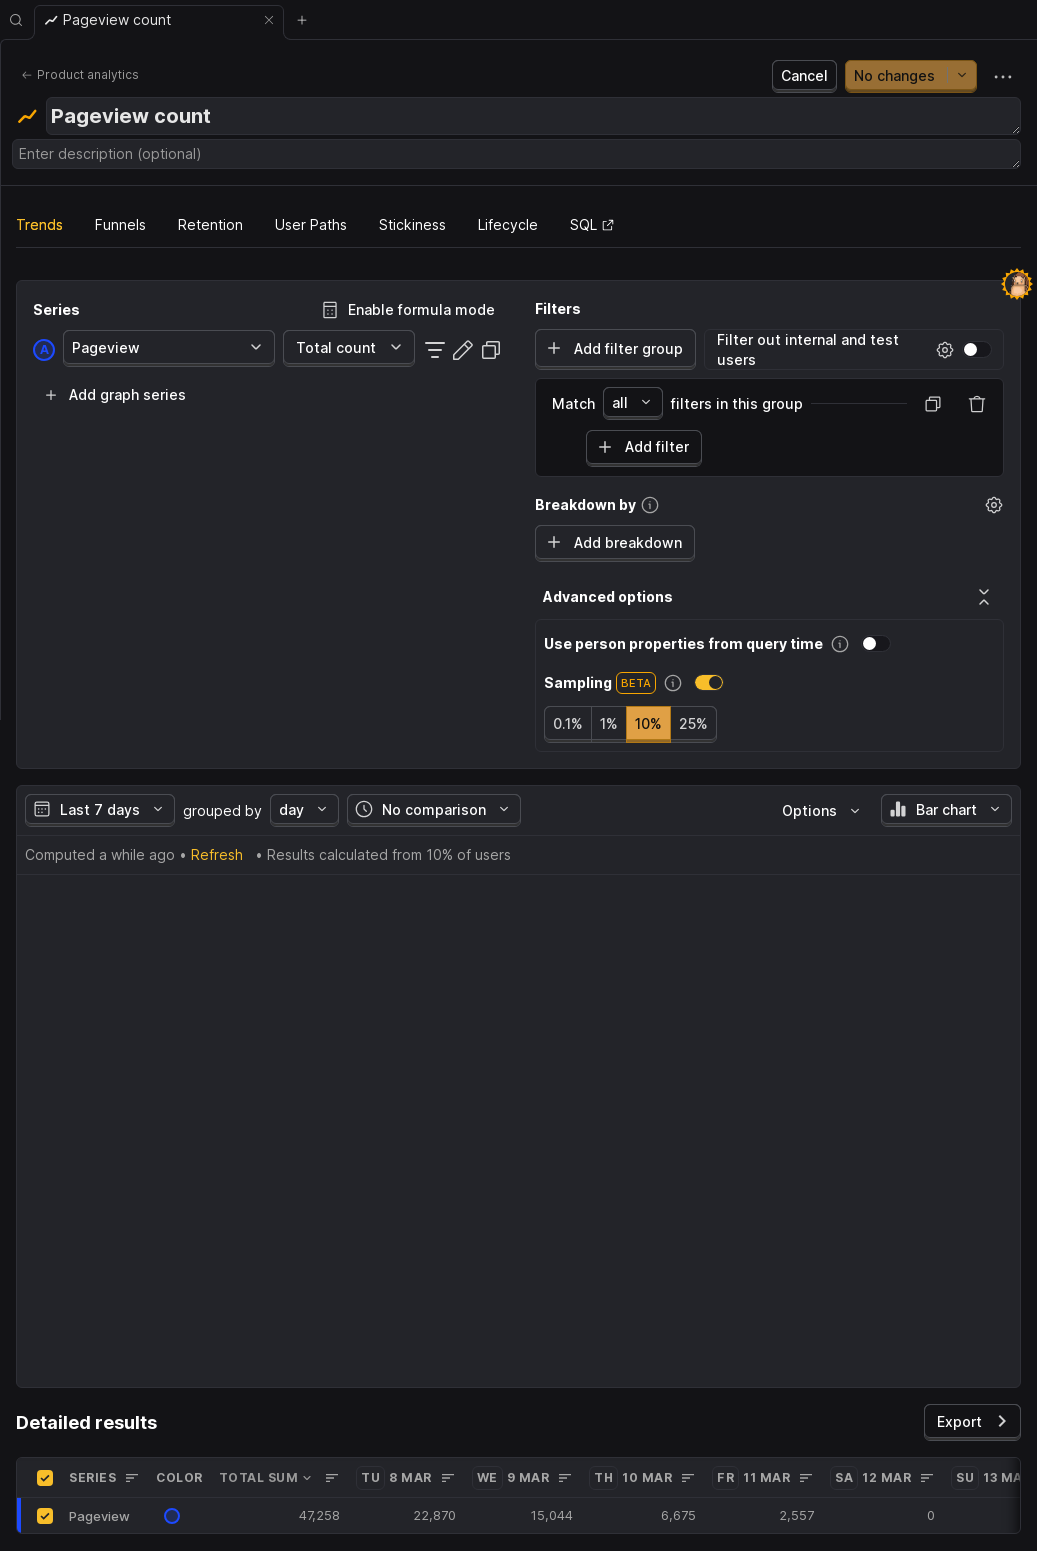 Pageview count
Product analytics
Cancel
No changes
Pageview count
Enter description (optional)
Trends Funnels Retention User Paths Stickiness Lifecycle SQL
Series
Enable formula mode
A Pageview Total count
Add graph series
Filters
Add filter group
Filter out internal and test
users
Match all filters in this group
Add filter
Breakdown by
Add breakdown
Advanced options
Use person properties from query time
Sampling BETA
0.1% 1% 10% 25%
Last 7 days grouped by day No comparison Options Bar chart
Computed a while ago • Refresh • Results calculated from 10% of users
Detailed results
Export
SERIES COLOR TOTAL SUM TU 8 MAR WE 9 MAR TH 10 MAR FR 11 MAR SA 12 MAR SU 13 MA
Pageview 47,258 22,870 15,044 6,675 2,557 0